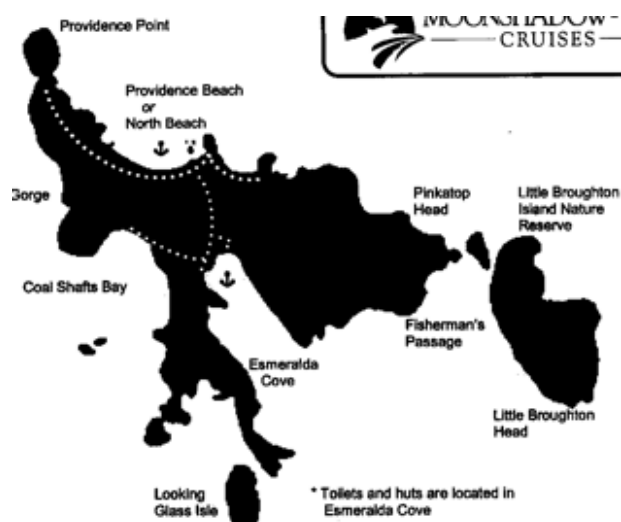 MOONSHADOW
CRUISES
Providence Point
Providence Beach
or
North Beach
Gorge
Pinkatop
Head
Little Broughton
Island Nature
Reserve
Coal Shafts Bay
Fisherman's
Passage
Esmeralda
Cove
Little Broughton
Head
Looking
Glass Isle
* Toilets and huts are located in
Esmeralda Cove